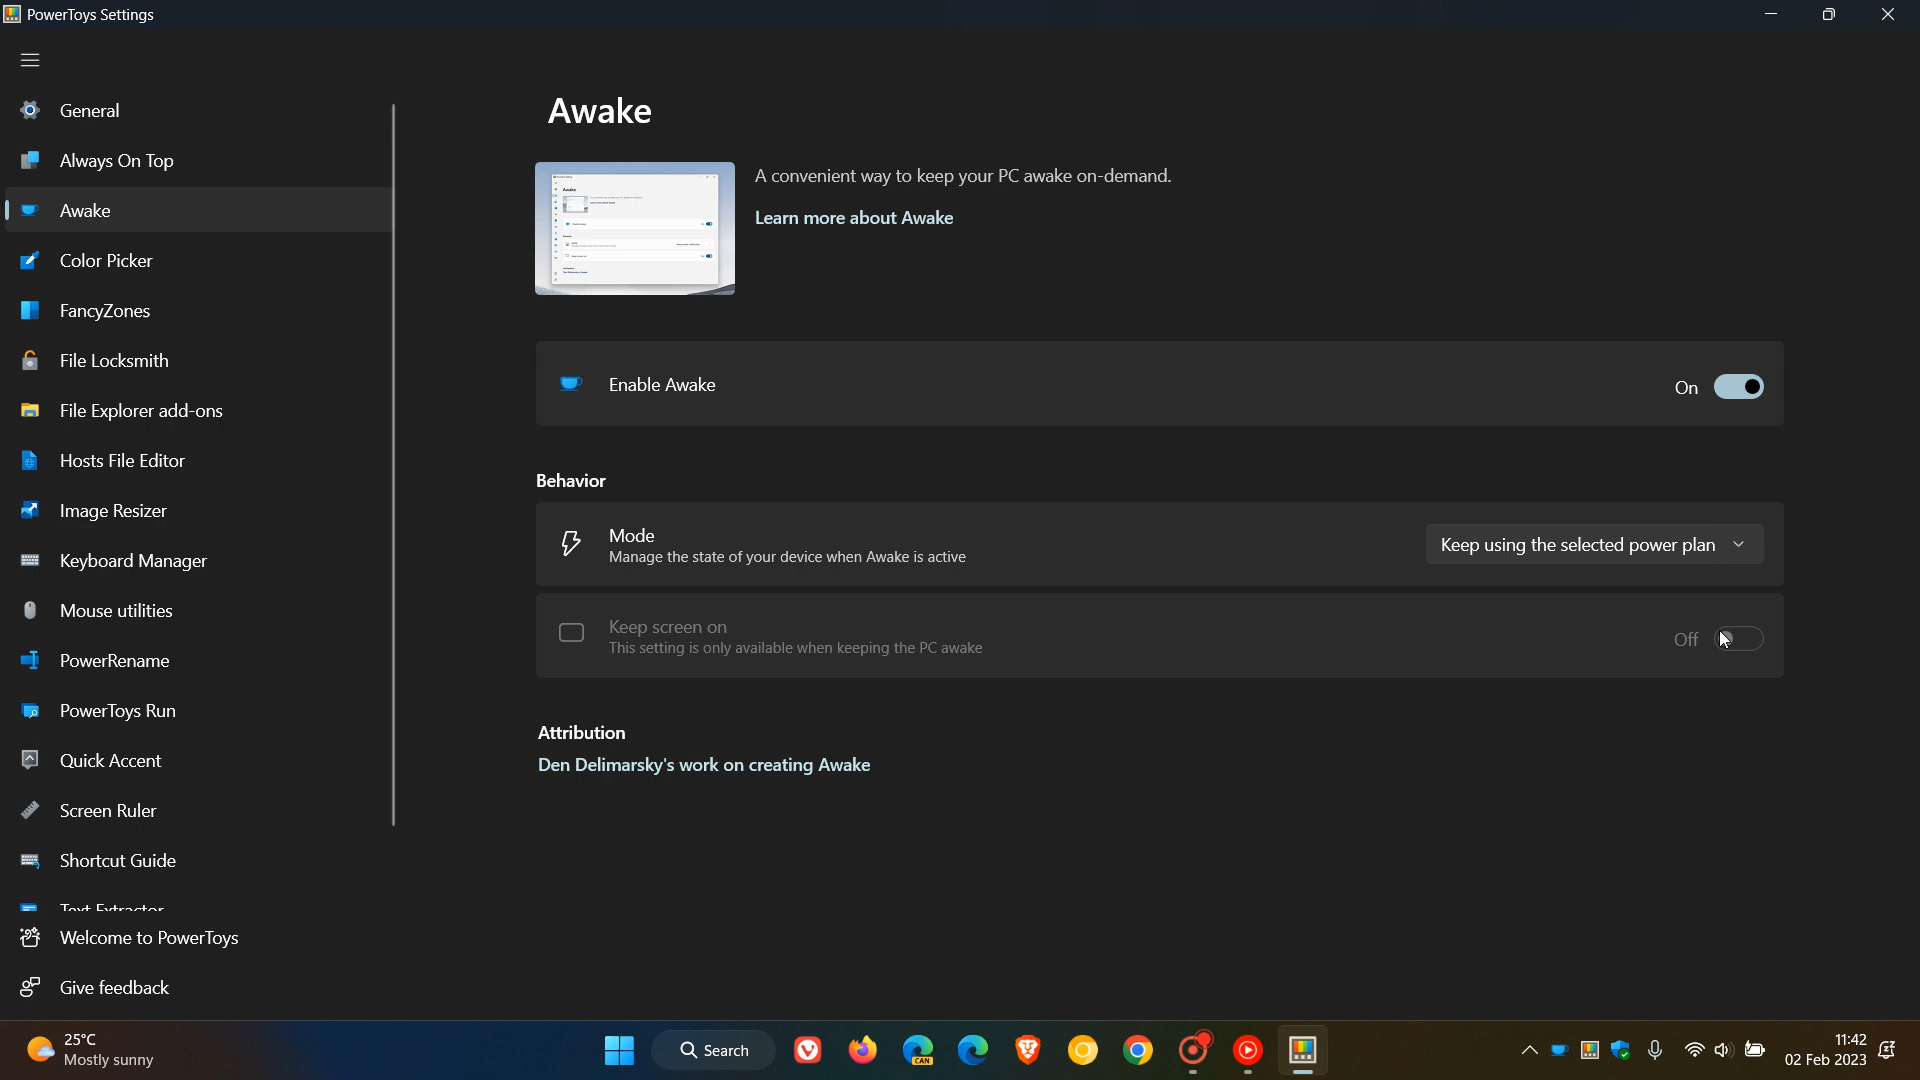 PowerToys Settings
General
Always On Top
Awake
Color Picker
FancyZones
File Locksmith
File Explorer add-ons
Hosts File Editor
Image Resizer
Keyboard Manager
Mouse utilities
PowerRename
PowerToys Run
Quick Accent
Screen Ruler
Shortcut Guide
Text Extractor
Welcome to PowerToys
Give feedback
Awake
A convenient way to keep your PC awake on-demand.
Learn more about Awake
Enable Awake
On
Behavior
Mode
Manage the state of your device when Awake is active
Keep using the selected power plan
Keep screen on
This setting is only available when keeping the PC awake
Off
Attribution
Den Delimarsky's work on creating Awake
25°C
Mostly sunny
Search
CAN
11:42
02 Feb 2023